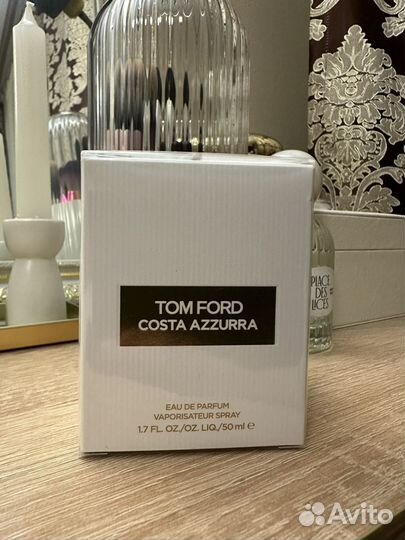 TOM FORD
COSTA AZZURRA
EAU DE PARFUM
VAPORISATEUR SPRAY
1.7 FL. OZ./OZ. LIQ./50 ml ℮
PLACE
DES
LICES
Avito